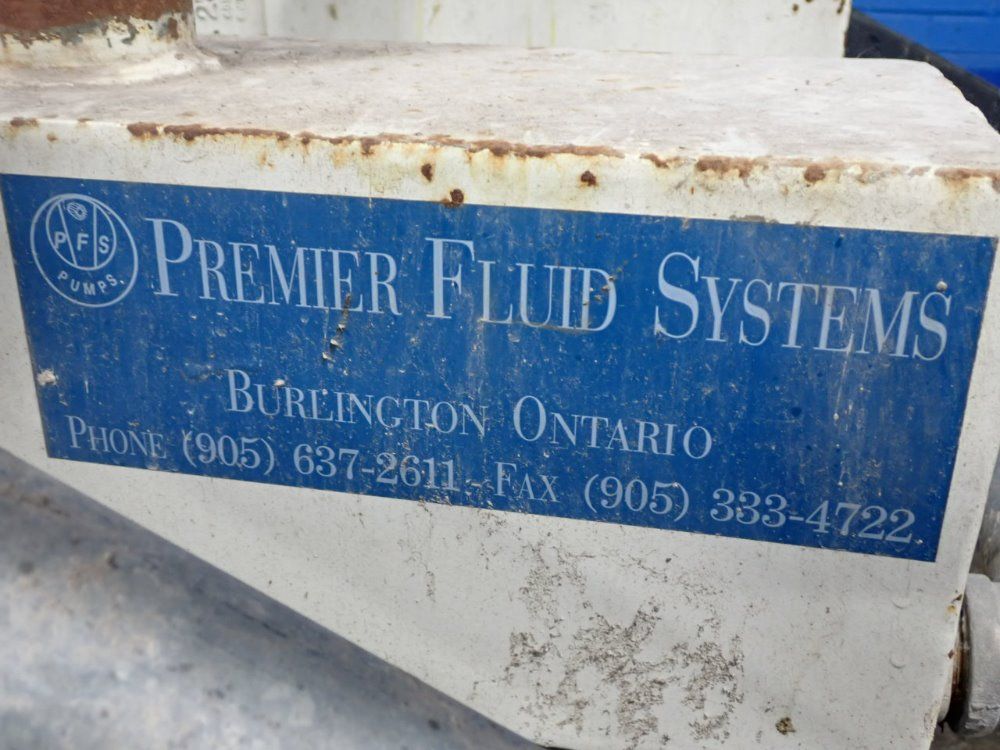 PFS
PUMPS.
PREMIER FLUID SYSTEMS
BURLINGTON ONTARIO
PHONE (905) 637-2611 - FAX (905) 333-4722